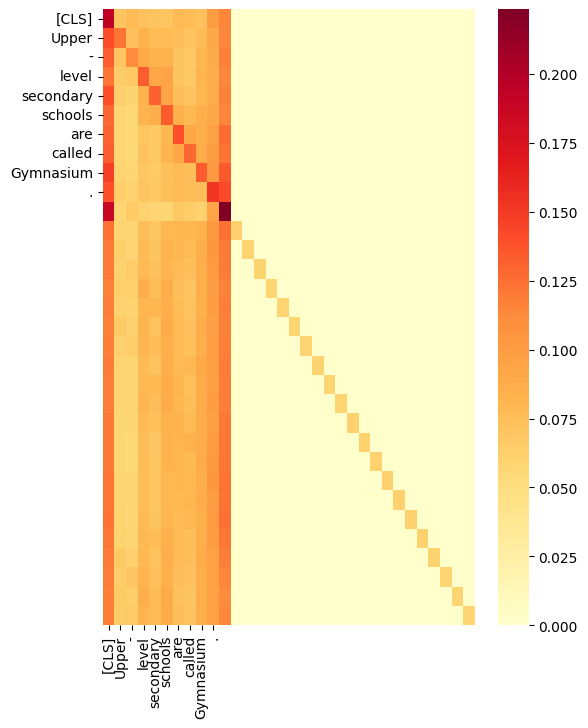 [CLS]
Upper
-
level
secondary
schools
are
called
Gymnasium
.
0.200
0.175
0.150
0.125
0.100
0.075
0.050
0.025
0.000
[CLS]
Upper
-
level
secondary
schools
are
called
Gymnasium
.